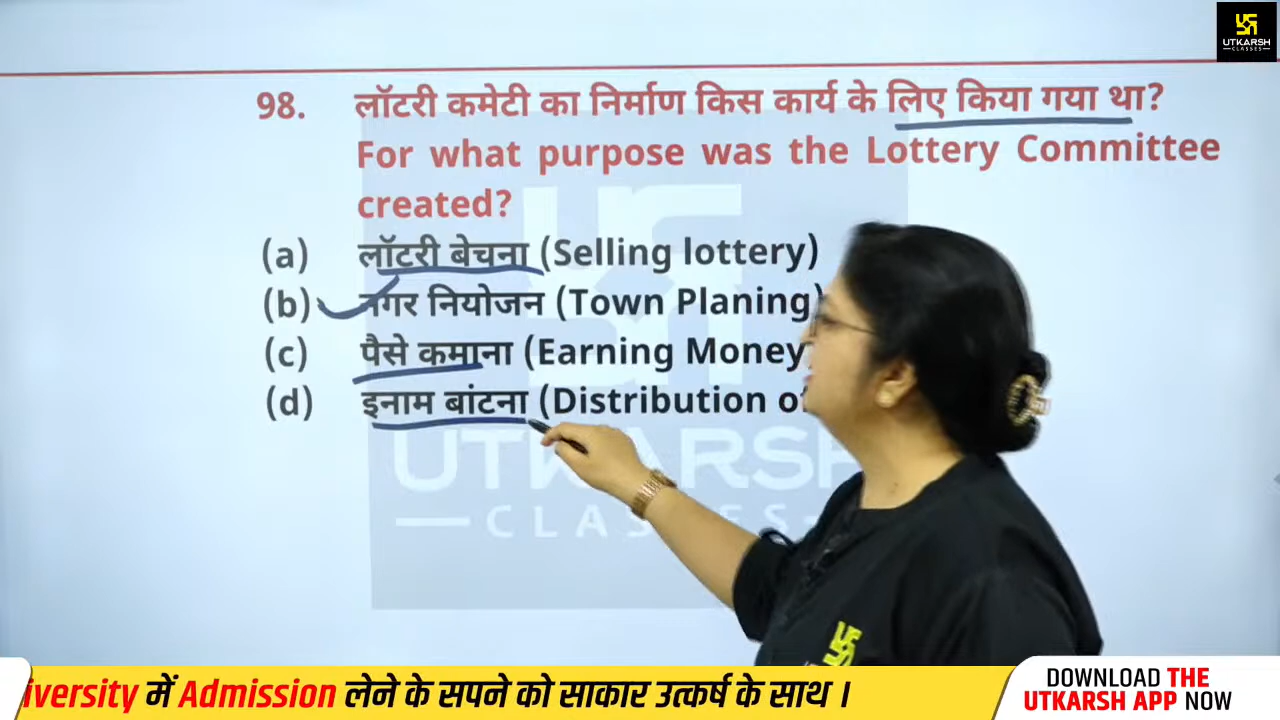 UTKARSH
CLASSES
98. लॉटरी कमेटी का निर्माण किस कार्य के लिए किया गया था?
For what purpose was the Lottery Committee
created?
(a) लॉटरी बेचना (Selling lottery)
(b) नगर नियोजन (Town Planing)
(c) पैसे कमाना (Earning Money
(d) इनाम बांटना (Distribution of
UTKARSH
CLASSES
iversity में Admission लेने के सपने को साकार उत्कर्ष के साथ ।
DOWNLOAD THE
UTKARSH APP NOW